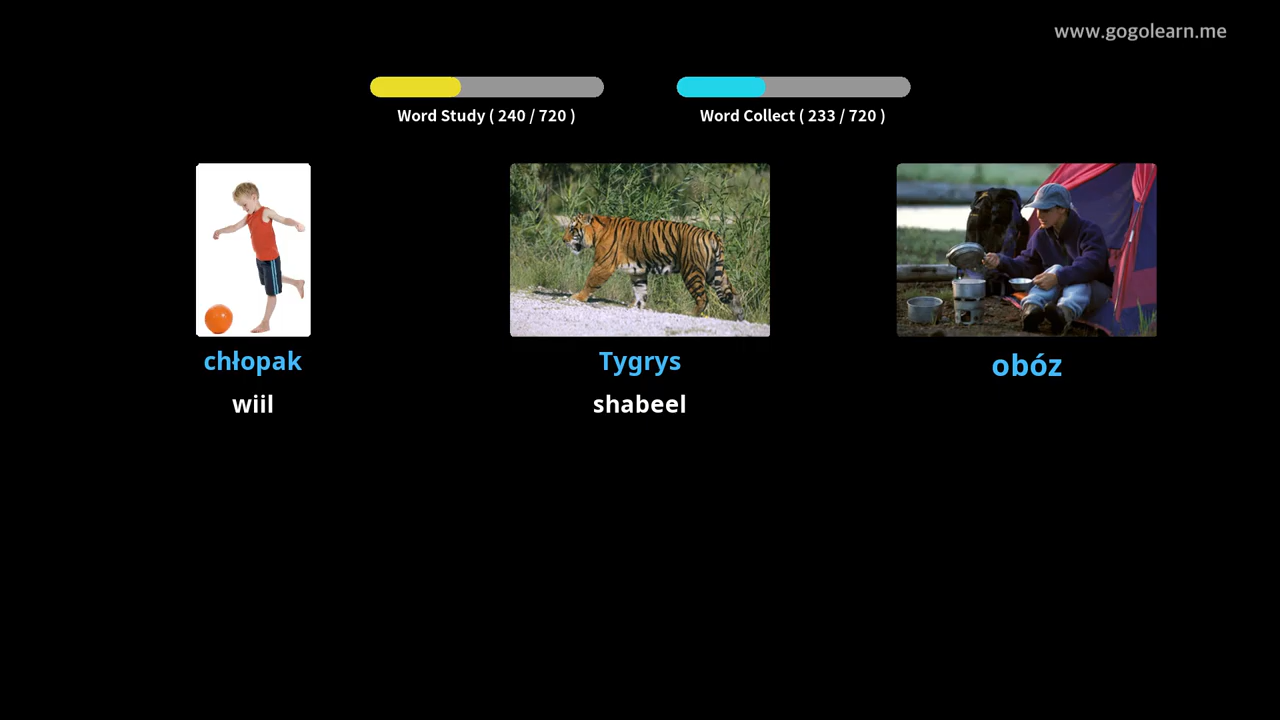 www.gogolearn.me
Word Study ( 240 / 720 )
Word Collect ( 233 / 720 )
chłopak
wiil
Tygrys
shabeel
obóz